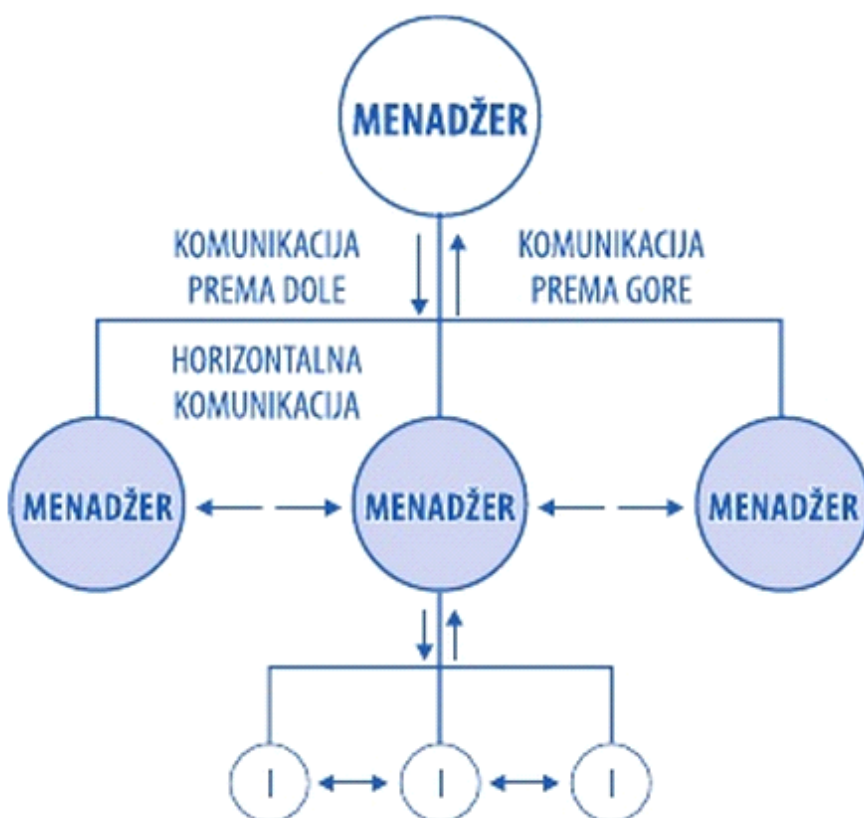 MENADŽER
KOMUNIKACIJA
PREMA DOLE
KOMUNIKACIJA
PREMA GORE
HORIZONTALNA
KOMUNIKACIJA
MENADŽER
MENADŽER
MENADŽER
I
I
I